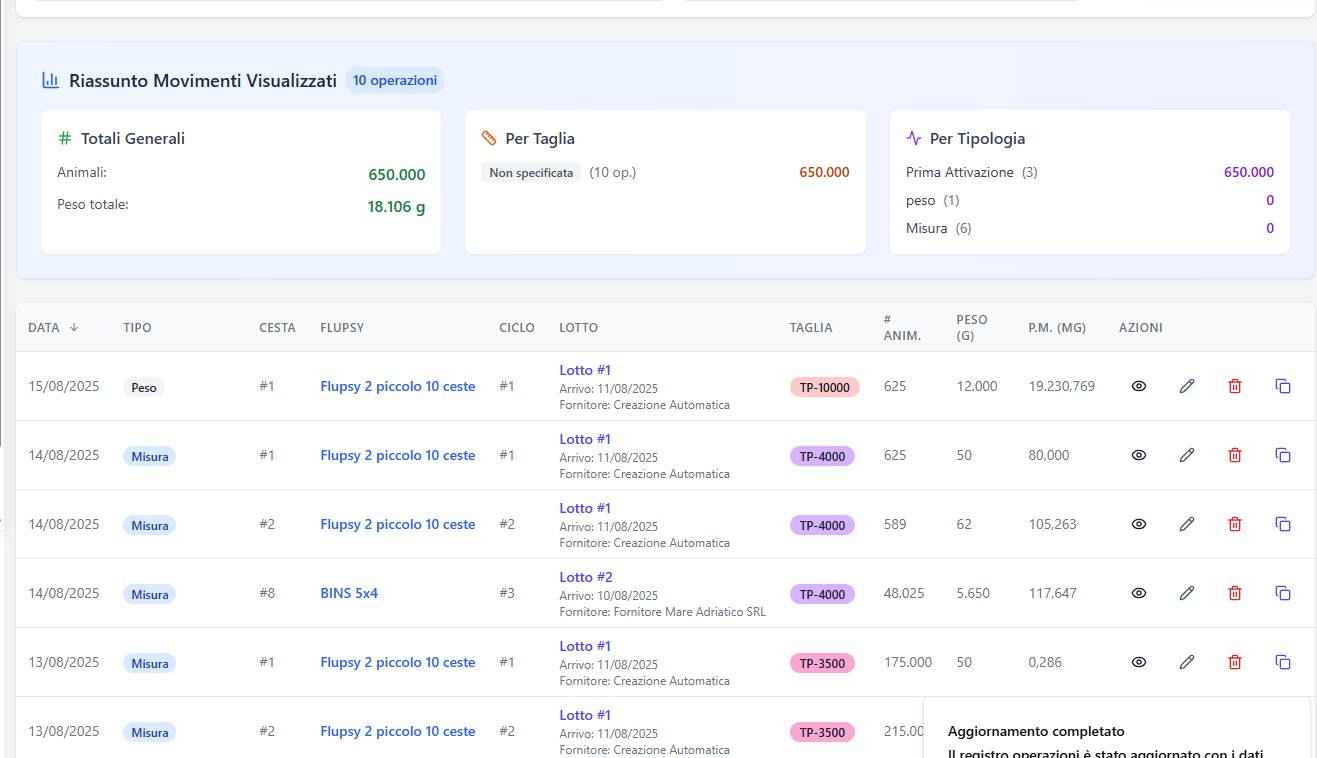 Riassunto Movimenti Visualizzati 10 operazioni
Totali Generali
Animali: 650.000
Peso totale: 18.106 g
Per Taglia
Non specificata (10 op.) 650.000
Per Tipologia
Prima Attivazione (3) 650.000
peso (1) 0
Misura (6) 0
DATA TIPO CESTA FLUPSY CICLO LOTTO TAGLIA # ANIM. PESO (G) P.M. (MG) AZIONI
15/08/2025 Peso #1 Flupsy 2 piccolo 10 ceste #1 Lotto #1 TP-10000 625 12.000 19.230,769
Arrivo: 11/08/2025
Fornitore: Creazione Automatica
14/08/2025 Misura #1 Flupsy 2 piccolo 10 ceste #1 Lotto #1 TP-4000 625 50 80,000
Arrivo: 11/08/2025
Fornitore: Creazione Automatica
14/08/2025 Misura #2 Flupsy 2 piccolo 10 ceste #2 Lotto #1 TP-4000 589 62 105,263
Arrivo: 11/08/2025
Fornitore: Creazione Automatica
14/08/2025 Misura #8 BINS 5x4 #3 Lotto #2 TP-4000 48.025 5.650 117,647
Arrivo: 10/08/2025
Fornitore: Fornitore Mare Adriatico SRL
13/08/2025 Misura #1 Flupsy 2 piccolo 10 ceste #1 Lotto #1 TP-3500 175.000 50 0,286
Arrivo: 11/08/2025
Fornitore: Creazione Automatica
13/08/2025 Misura #2 Flupsy 2 piccolo 10 ceste #2 Lotto #1 TP-3500 215.00
Arrivo: 11/08/2025
Fornitore: Creazione Automatica
Aggiornamento completato
Il registro operazioni è stato aggiornato con i dati